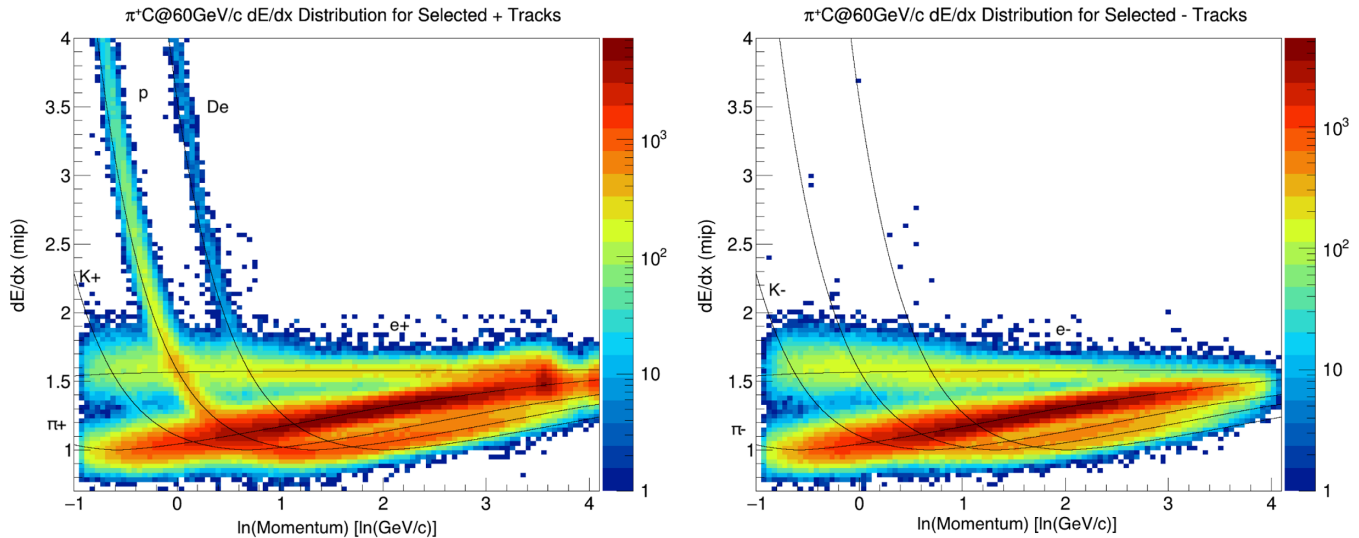 π⁺C@60GeV/c dE/dx Distribution for Selected + Tracks
dE/dx (mip)
4
3.5
3
2.5
2
1.5
1
p
De
K+
e+
π+
10³
10²
10
1
−1
0
1
2
3
4
ln(Momentum) [ln(GeV/c)]
π⁺C@60GeV/c dE/dx Distribution for Selected - Tracks
dE/dx (mip)
4
3.5
3
2.5
2
1.5
1
K-
e-
π-
10³
10²
10
1
−1
0
1
2
3
4
ln(Momentum) [ln(GeV/c)]